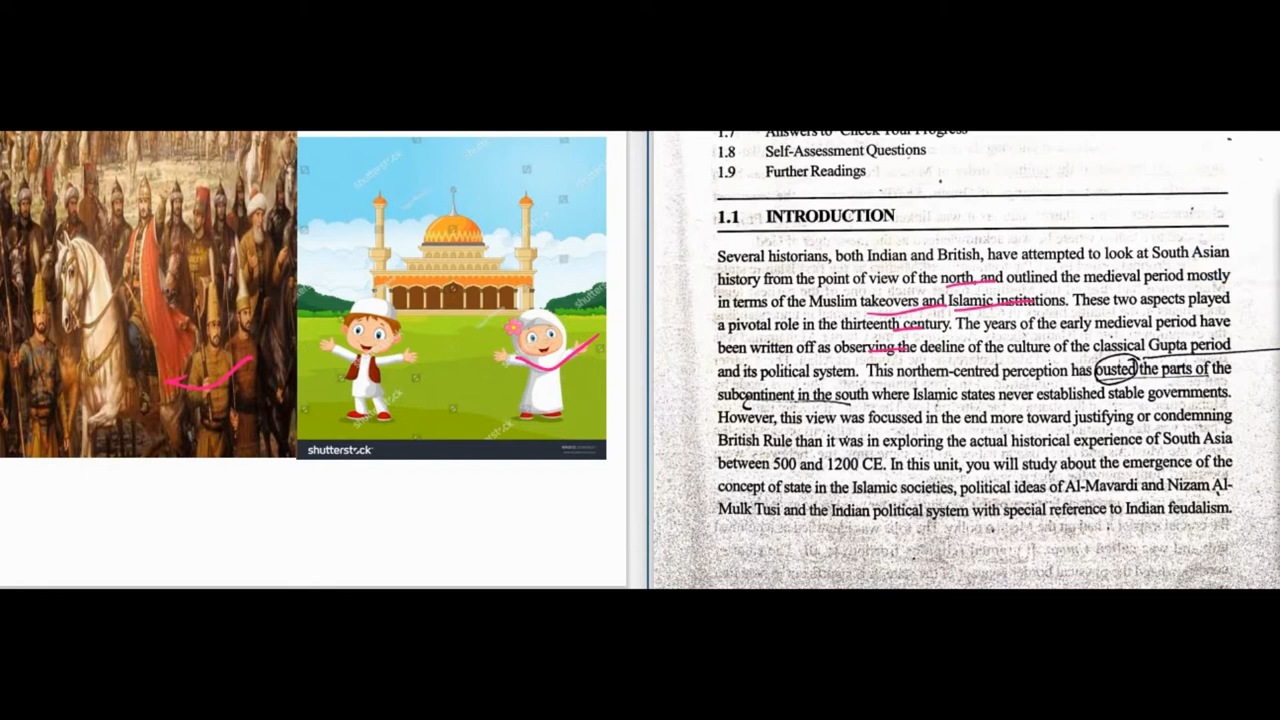 shutterstock
1.7 Answers to 'Check Your Progress'
1.8 Self-Assessment Questions
1.9 Further Readings
1.1 INTRODUCTION
Several historians, both Indian and British, have attempted to look at South Asian
history from the point of view of the north, and outlined the medieval period mostly
in terms of the Muslim takeovers and Islamic institutions. These two aspects played
a pivotal role in the thirteenth century. The years of the early medieval period have
been written off as observing the decline of the culture of the classical Gupta period
and its political system. This northern-centred perception has ousted the parts of the
subcontinent in the south where Islamic states never established stable governments.
However, this view was focussed in the end more toward justifying or condemning
British Rule than it was in exploring the actual historical experience of South Asia
between 500 and 1200 CE. In this unit, you will study about the emergence of the
concept of state in the Islamic societies, political ideas of Al-Mavardi and Nizam Al-
Mulk Tusi and the Indian political system with special reference to Indian feudalism.